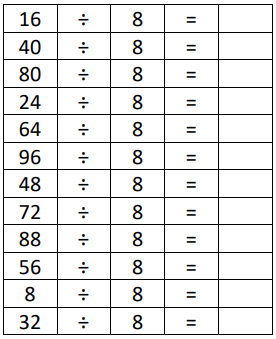 16 ÷ 8 =
40 ÷ 8 =
80 ÷ 8 =
24 ÷ 8 =
64 ÷ 8 =
96 ÷ 8 =
48 ÷ 8 =
72 ÷ 8 =
88 ÷ 8 =
56 ÷ 8 =
8 ÷ 8 =
32 ÷ 8 =